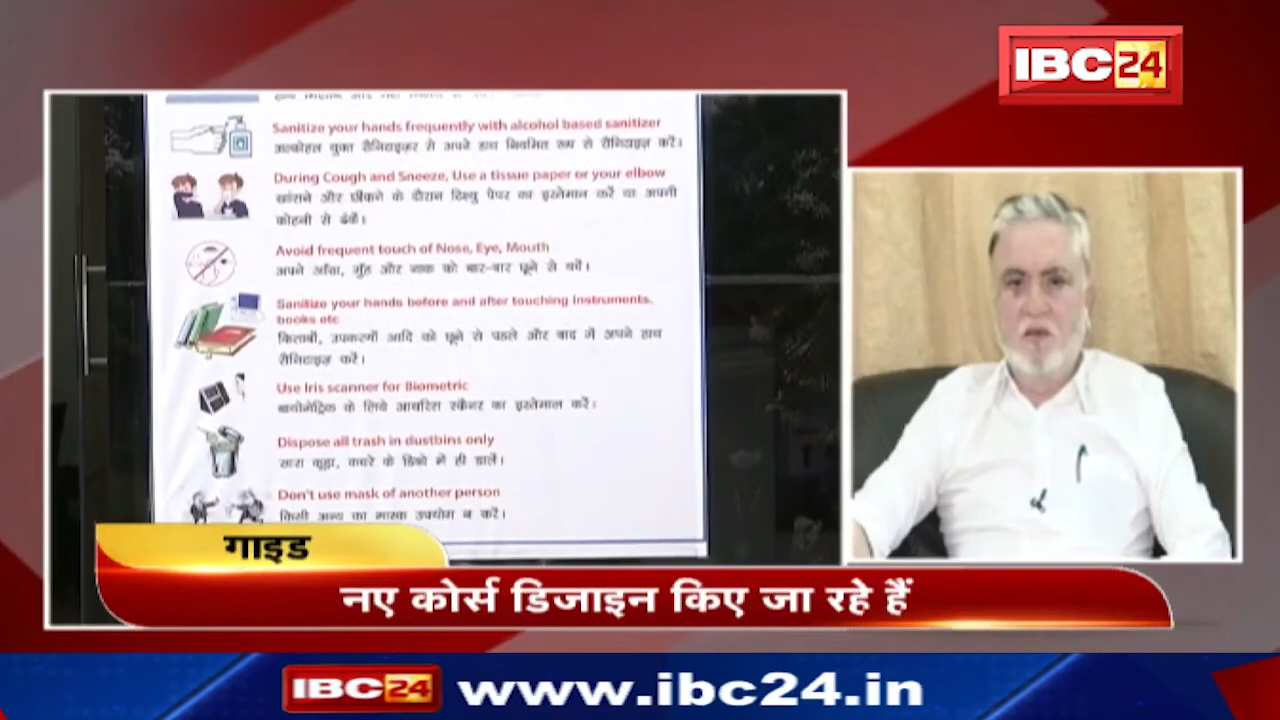 IBC24
Sanitize your hands frequently with alcohol based sanitizer
अल्कोहल युक्त सैनिटाइज़र से अपने हाथ नियमित रूप से सैनिटाइज़ करें।
During Cough and Sneeze, Use a tissue paper or your elbow
खांसने और छींकने के दौरान टिश्यु पेपर का इस्तेमाल करें या अपनी
कोहनी से ढंकें।
Avoid frequent touch of Nose, Eye, Mouth
अपने आँख, मुँह और नाक को बार-बार छूने से बचें।
Sanitize your hands before and after touching instruments,
books etc
किताबों, उपकरणों आदि को छूने से पहले और बाद में अपने हाथ
सैनिटाइज़ करें।
Use Iris scanner for Biometric
बायोमेट्रिक के लिये आयरिस स्कैनर का इस्तेमाल करें।
Dispose all trash in dustbins only
सारा कूड़ा, कचरे के डिब्बे में ही डालें।
Don't use mask of another person
किसी अन्य का मास्क उपयोग न करें।
गाइड
नए कोर्स डिजाइन किए जा रहे हैं
IBC24 www.ibc24.in